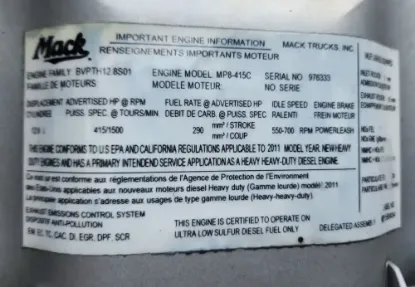 Mack
IMPORTANT ENGINE INFORMATION MACK TRUCKS, INC.
RENSEIGNEMENTS IMPORTANTS MOTEUR
ENGINE FAMILY: BVPTH12.8S01 ENGINE MODEL: MP8-415C SERIAL NO 976333
FAMILLE DE MOTEURS MODELE MOTEUR: NO SERIE
DISPLACEMENT ADVERTISED HP @ RPM FUEL RATE @ ADVERTISED HP IDLE SPEED ENGINE BRAKE
CYLINDREE PUISS. SPEC. @ TOURS/MIN DEBIT DE CARB. @ PUISS. SPEC RALENTI FREIN MOTEUR
415/1500 290 mm³ / STROKE 550-700 RPM POWERLEASH
mm³ / COUP
THIS ENGINE CONFORMS TO U.S EPA AND CALIFORNIA REGULATIONS APPLICABLE TO 2011 MODEL YEAR NEW HEAVY
DUTY ENGINES AND HAS A PRIMARY INTENDED SERVICE APPLICATION AS A HEAVY HEAVY-DUTY DIESEL ENGINE.
Ce moteur est conforme aux réglementations de l'Agence de Protection de l'Environment
des Etats-Unies applicables aux nouveaux moteurs diesel Heavy Duty (Gamme lourde) modèl: 2011
La principale application s'adresse aux usages de type gamme lourde (Heavy-heavy-duty).
EXHAUST EMISSIONS CONTROL SYSTEM
DISPOSITIF ANTI-POLLUTION
EM, EC, TC, CAC, DI, EGR, DPF, SCR
THIS ENGINE IS CERTIFIED TO OPERATE ON
ULTRA LOW SULFUR DIESEL FUEL ONLY
DELEGATED ASSEMBLY